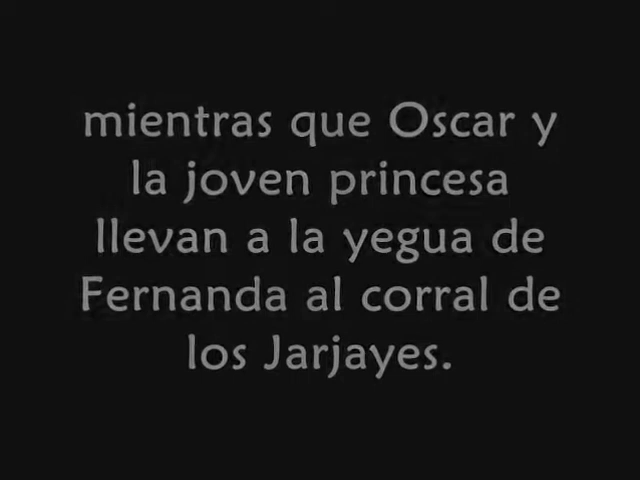 mientras que Oscar y
la joven princesa
llevan a la yegua de
Fernanda al corral de
los Jarjayes.